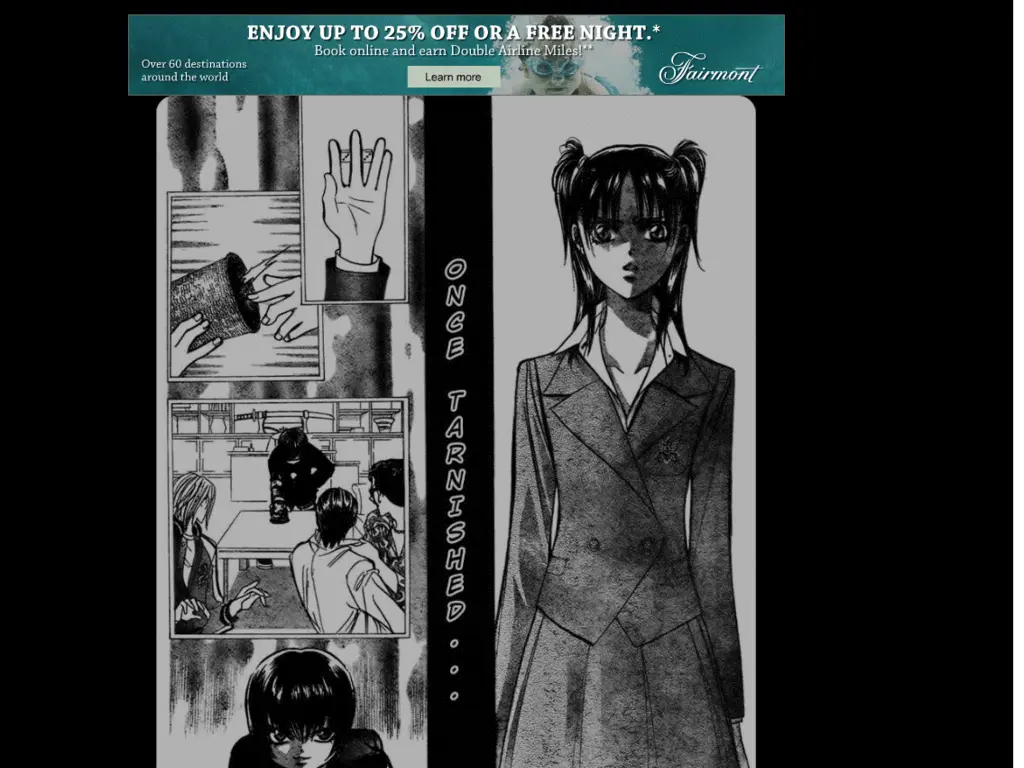 ENJOY UP TO 25% OFF OR A FREE NIGHT.*
Book online and earn Double Airline Miles!**
Over 60 destinations
around the world
Learn more
Fairmont
ONCE TARNISHED...